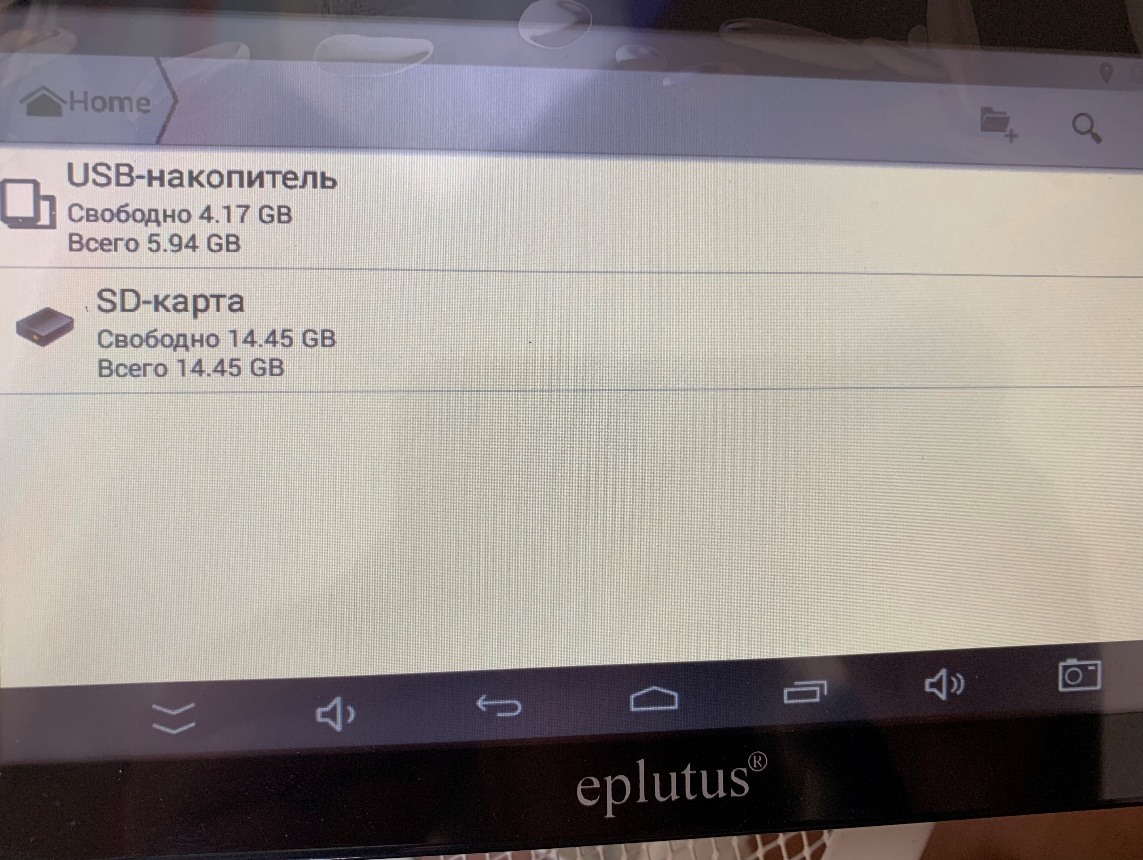 Home
USB-накопитель
Свободно 4.17 GB
Всего 5.94 GB
SD-карта
Свободно 14.45 GB
Всего 14.45 GB
eplutus®